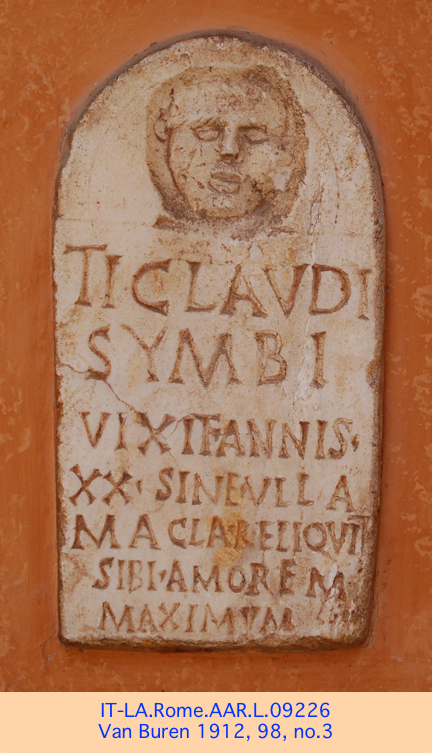 TI CLAVDI
SYMBI
VIXIT ANNIS·
XX· SINE VLLA
MACLA·RELIQVIT
SIBI·AMOREM
MAXIMVM
IT-LA.Rome.AAR.L.09226
Van Buren 1912, 98, no.3